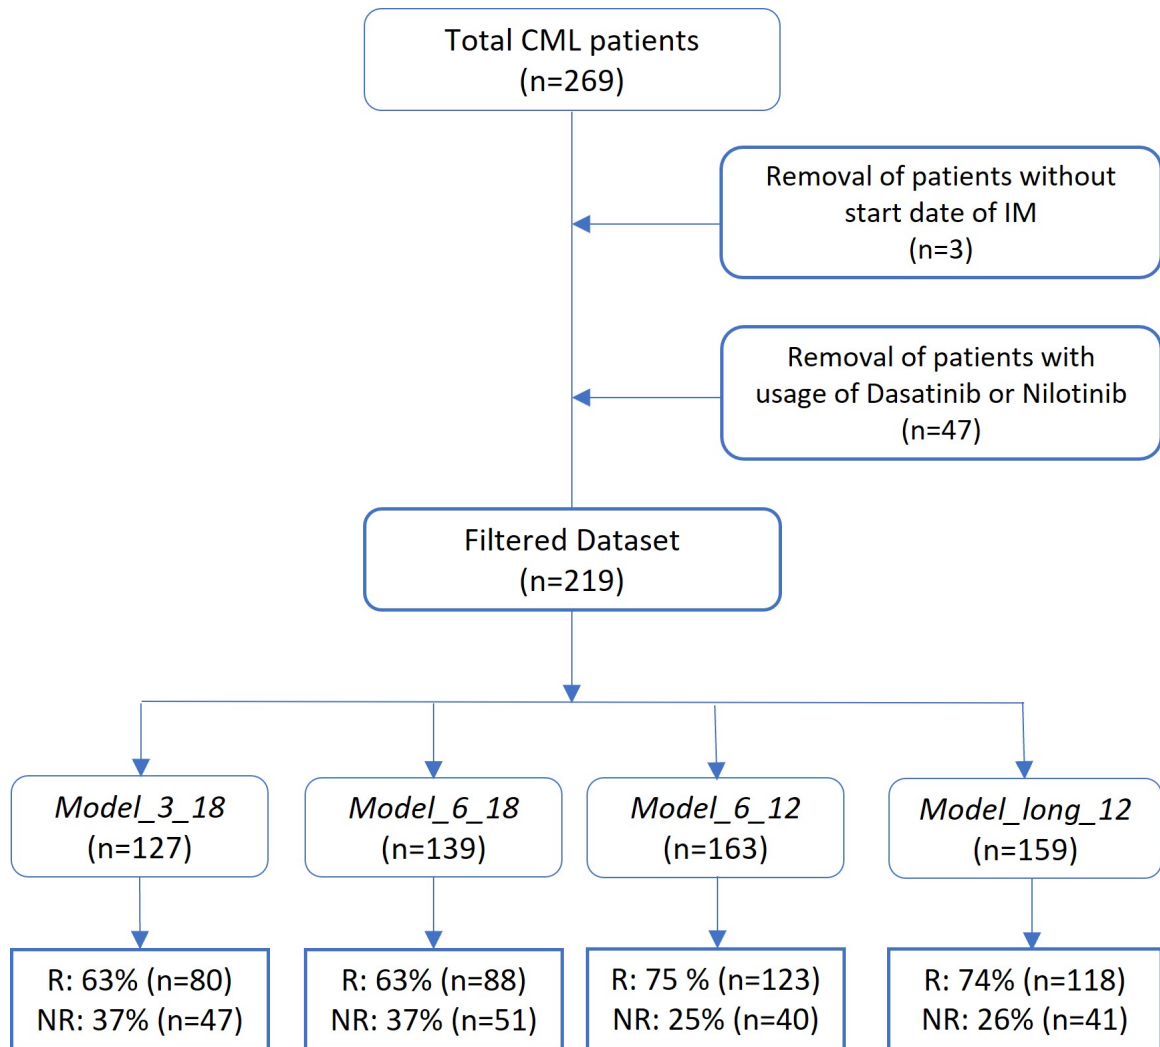 Total CML patients
(n=269)
Removal of patients without
start date of IM
(n=3)
Removal of patients with
usage of Dasatinib or Nilotinib
(n=47)
Filtered Dataset
(n=219)
Model_3_18
(n=127)
Model_6_18
(n=139)
Model_6_12
(n=163)
Model_long_12
(n=159)
R: 63% (n=80)
NR: 37% (n=47)
R: 63% (n=88)
NR: 37% (n=51)
R: 75 % (n=123)
NR: 25% (n=40)
R: 74% (n=118)
NR: 26% (n=41)